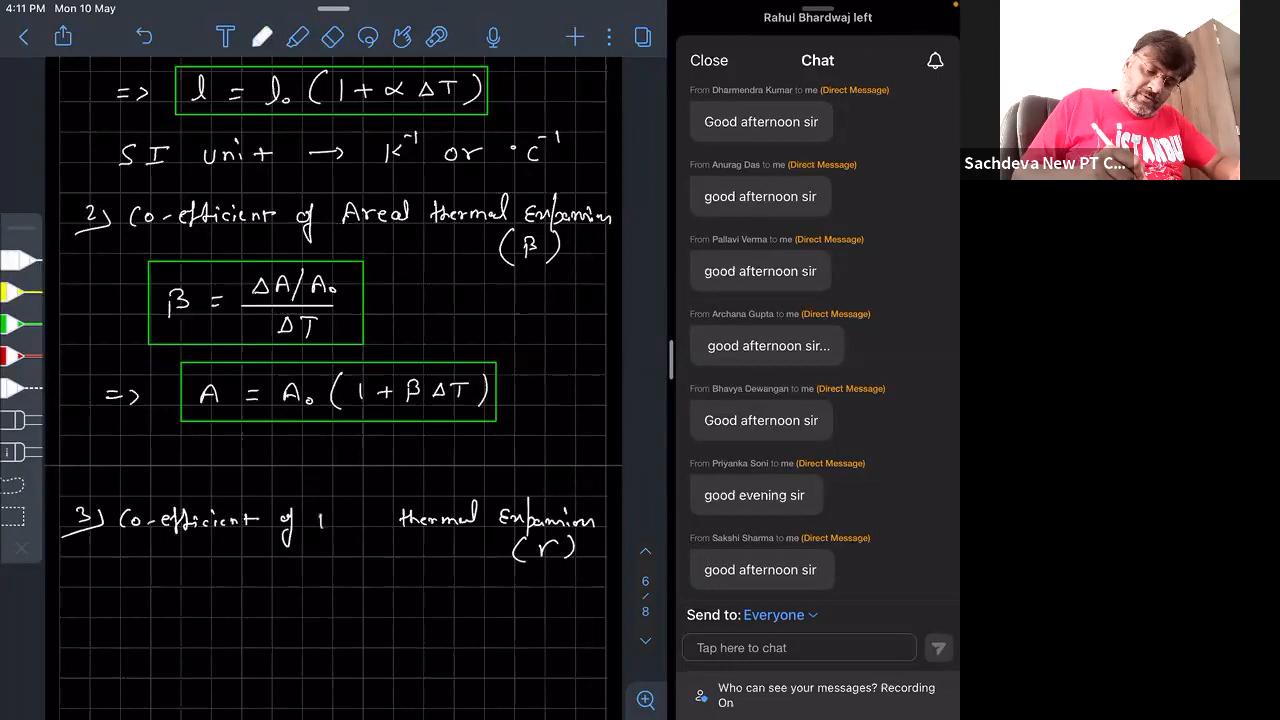 4:11 PM Mon 10 May
=> l = l₀ (1 + α ΔT)
SI unit → K⁻¹ or °C⁻¹
2) Co-efficient of Areal thermal Expansion
(β)
β = ΔA/A₀
ΔT
=> A = A₀ (1 + β ΔT)
3) Co-efficient of thermal Expansion
(γ)
6
/
8
Rahul Bhardwaj left
Close Chat
From Dharmendra Kumar to me (Direct Message)
Good afternoon sir
From Anurag Das to me (Direct Message)
good afternoon sir
From Pallavi Verma to me (Direct Message)
good afternoon sir
From Archana Gupta to me (Direct Message)
good afternoon sir...
From Bhavya Dewangan to me (Direct Message)
Good afternoon sir
From Priyanka Soni to me (Direct Message)
good evening sir
From Sakshi Sharma to me (Direct Message)
good afternoon sir
Send to: Everyone
Tap here to chat
Who can see your messages? Recording
On
İSTANBU
Sachdeva New PT C...